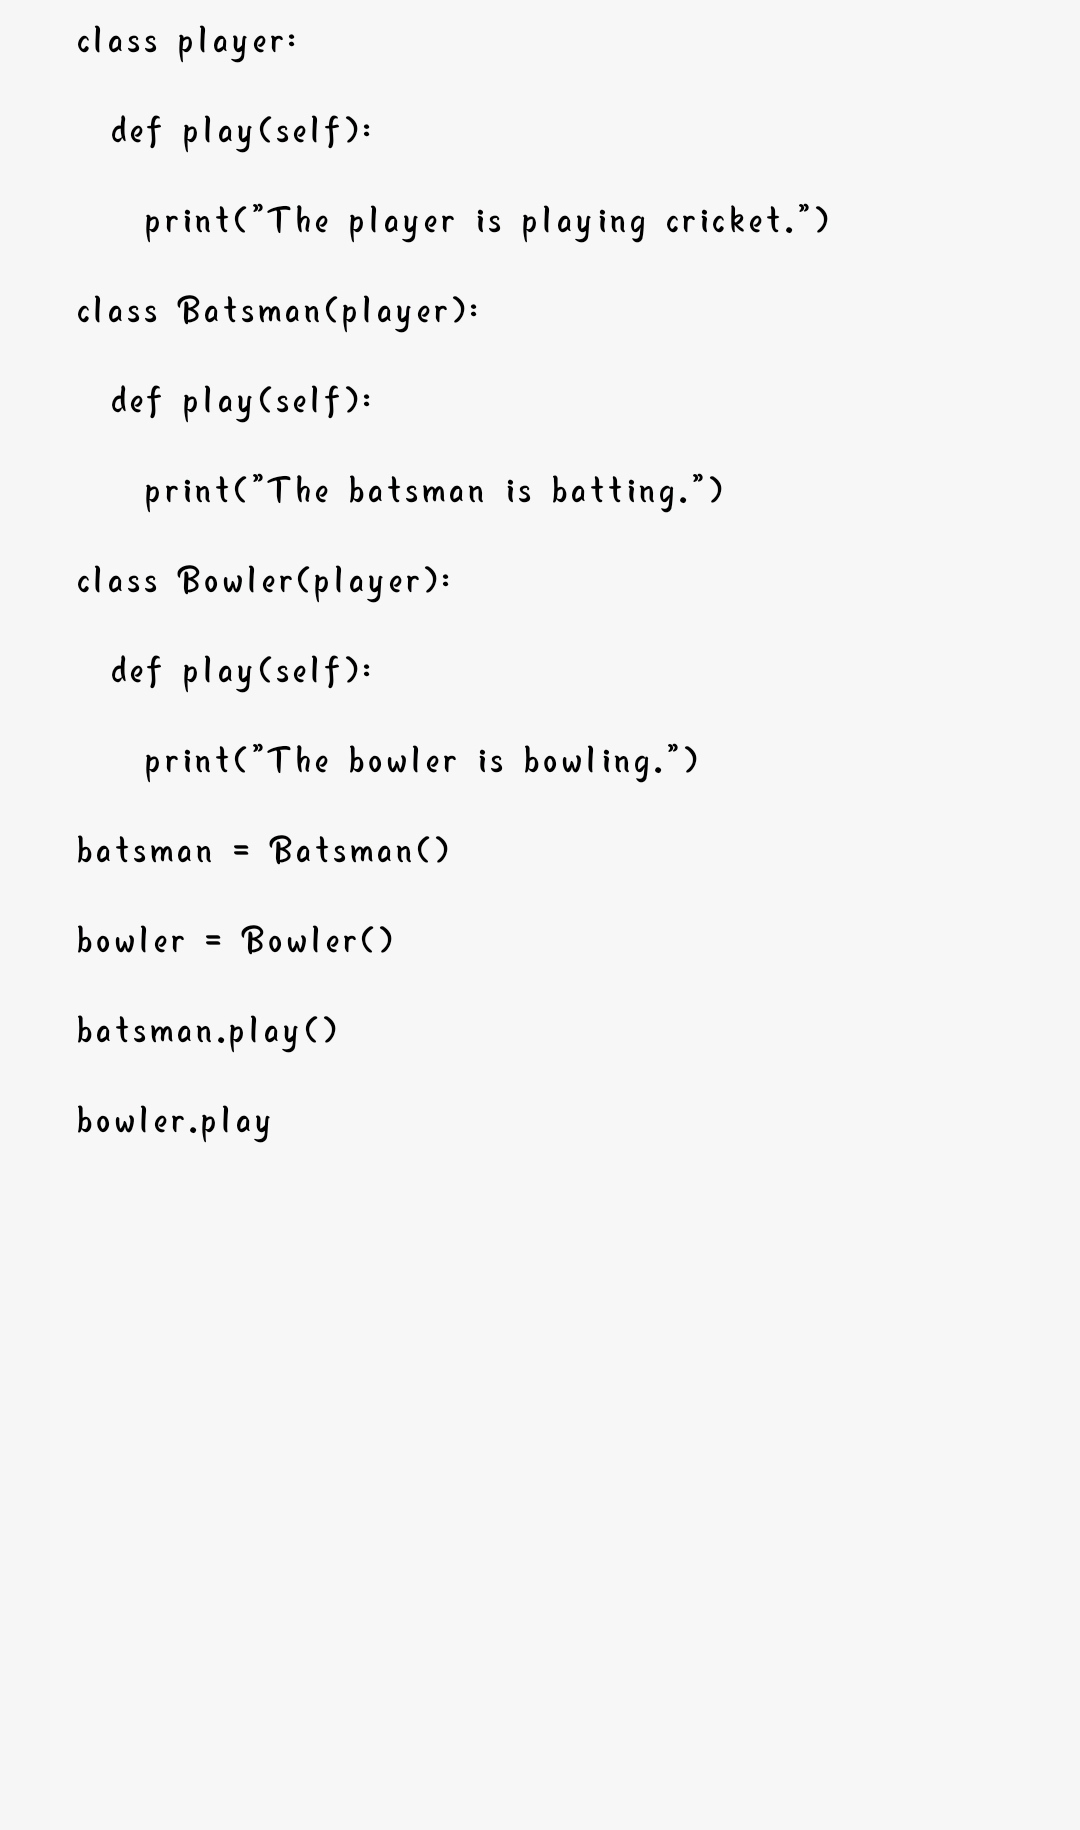 class player:
  def play(self):
    print("The player is playing cricket.")
class Batsman(player):
  def play(self):
    print("The batsman is batting.")
class Bowler(player):
  def play(self):
    print("The bowler is bowling.")
batsman = Batsman()
bowler = Bowler()
batsman.play()
bowler.play